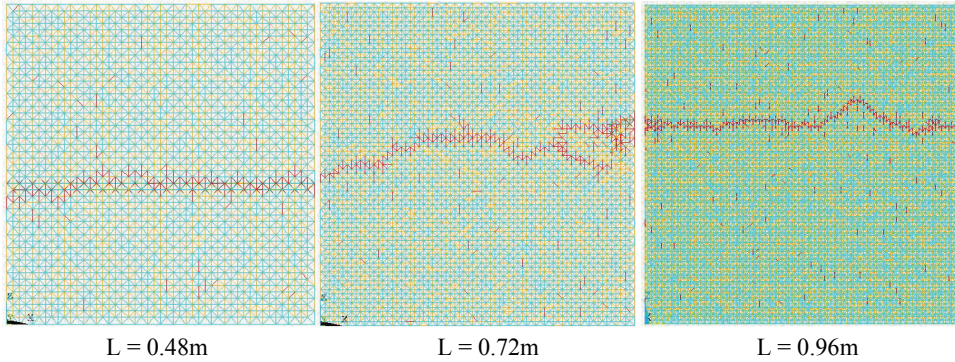 Z
X
Z
X
X
L = 0.48m
L = 0.72m
L = 0.96m